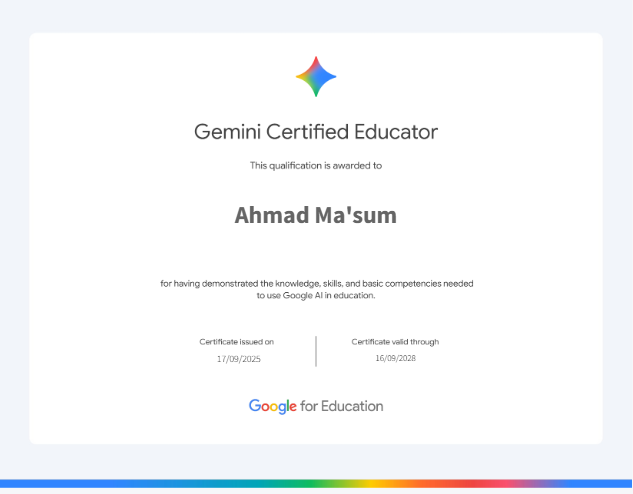 Gemini Certified Educator
This qualification is awarded to
Ahmad Ma'sum
for having demonstrated the knowledge, skills, and basic competencies needed
to use Google AI in education.
Certificate issued on
17/09/2025
Certificate valid through
16/09/2028
Google for Education